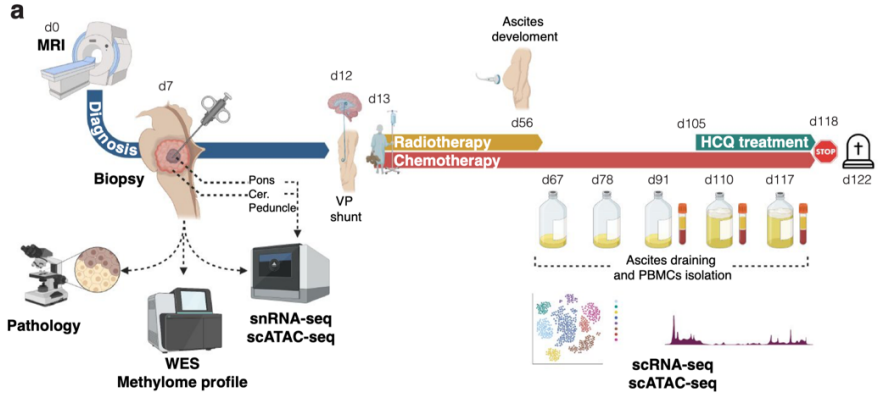 a
d0
MRI
Diagnosis
d7
Biopsy
Pons
Cer.
Peduncle
d12
VP
shunt
d13
Ascites
develoment
Radiotherapy
d56
Chemotherapy
d105
HCQ treatment
d118
STOP
d122
d67 d78 d91 d110 d117
Ascites draining
and PBMCs isolation
Pathology
WES
Methylome profile
snRNA-seq
scATAC-seq
scRNA-seq
scATAC-seq